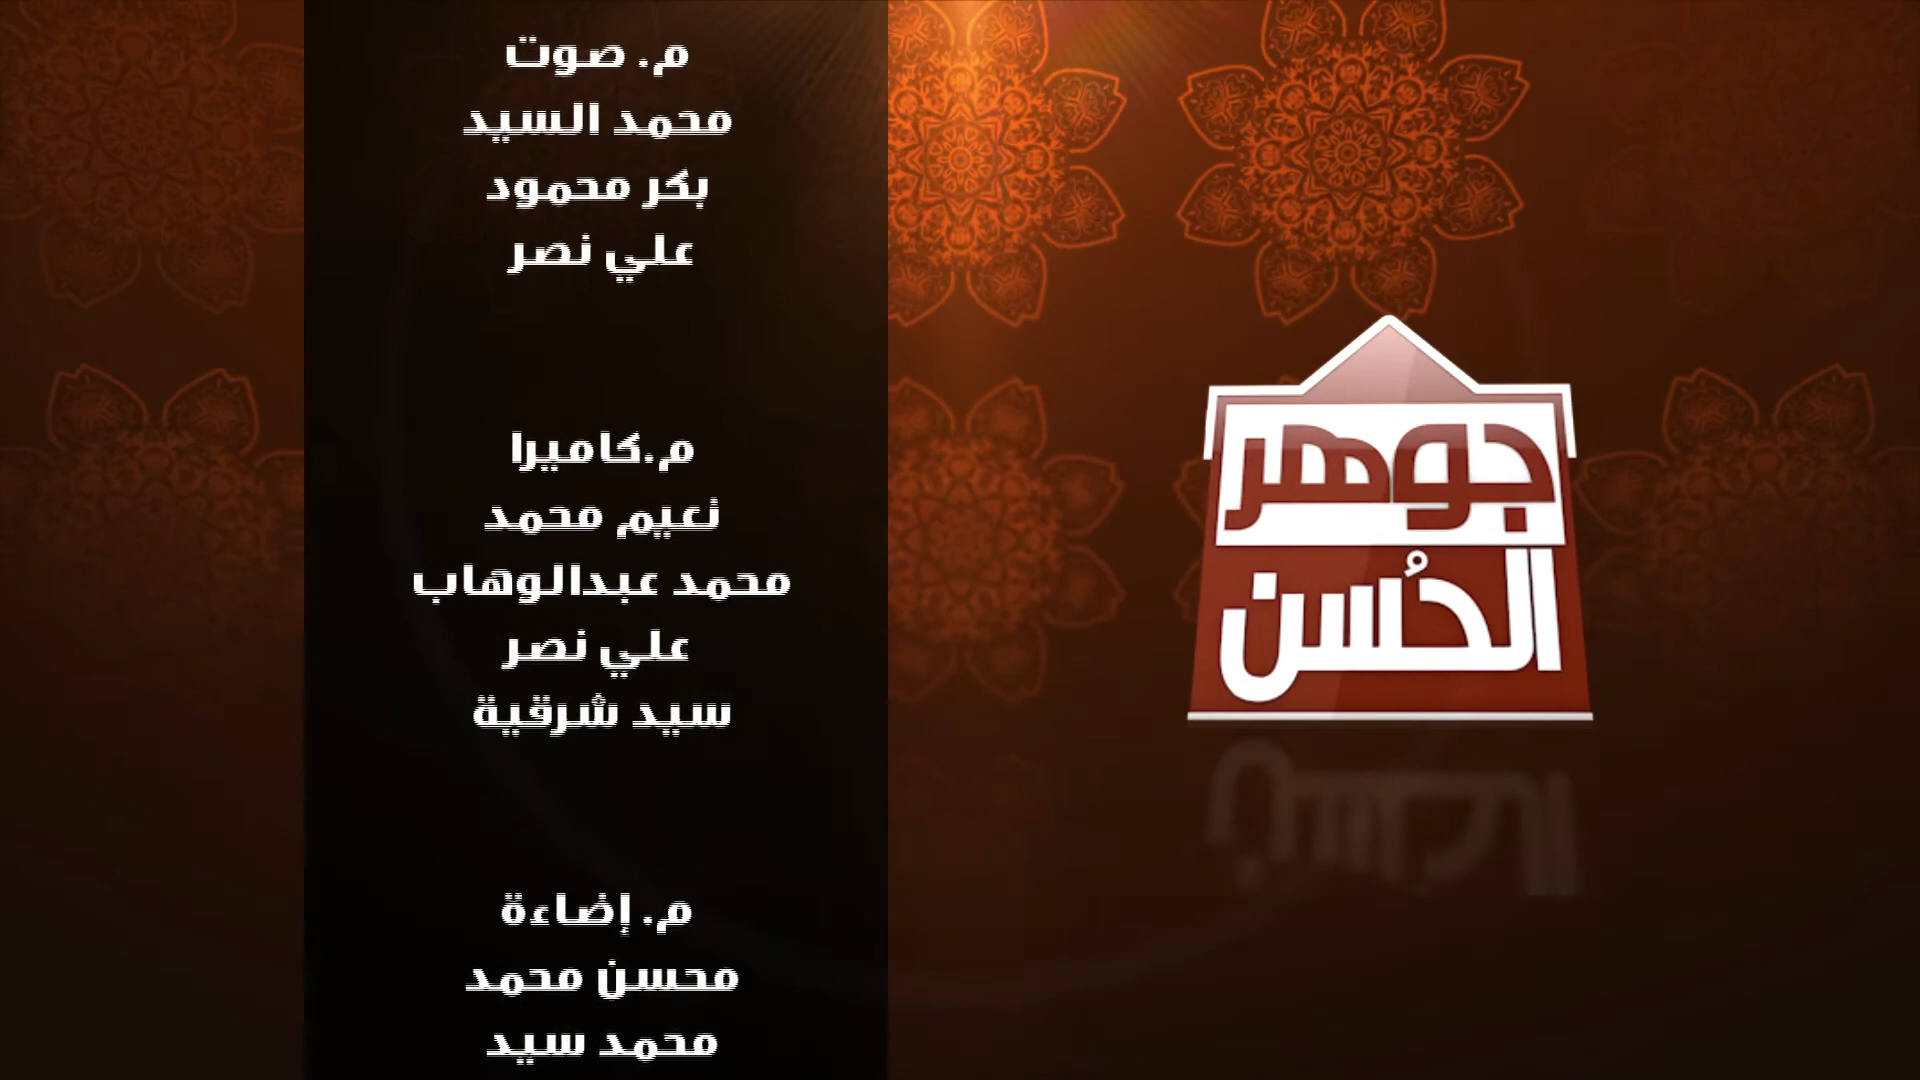 م. صوت
محمد السيد
بكر محمود
علي نصر
م.كاميرا
نعيم محمد
محمد عبدالوهاب
علي نصر
سيد شرقية
م. إضاءة
محسن محمد
محمد سيد
جوهر
الحُسن